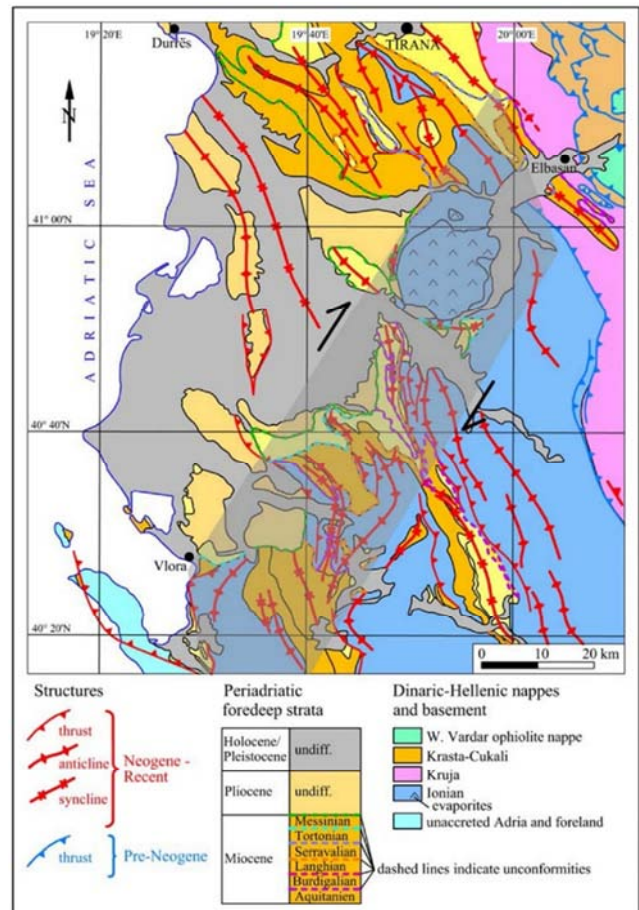 19° 20'E
19° 40'E
20° 00'E
Durrës
TIRANA
N
Elbasan
ADRIATIC SEA
41° 00'N
40° 40'N
Vlora
40° 20'N
0 10 20 km
Structures
thrust
anticline
syncline
Neogene -
Recent
thrust
Pre-Neogene
Periadriatic
foredeep strata
Holocene/
Pleistocene
undiff.
Pliocene
undiff.
Miocene
Messinian
Tortonian
Serravalian
Langhian
Burdigalian
Aquitanien
dashed lines indicate unconformities
Dinaric-Hellenic nappes
and basement
W. Vardar ophiolite nappe
Krasta-Cukali
Kruja
Ionian
evaporites
unaccreted Adria and foreland